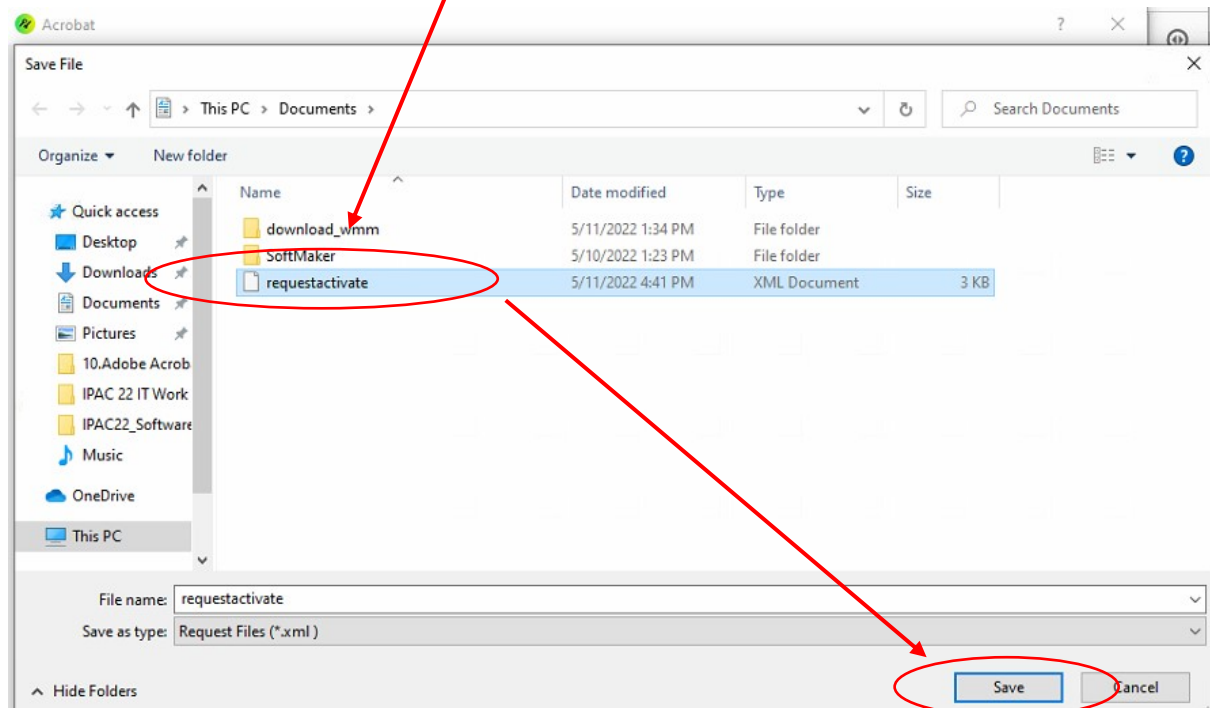 Acrobat
Save File
This PC > Documents >
Search Documents
Organize
New folder
Name Date modified Type Size
Quick access
Desktop
Downloads
Documents
Pictures
10.Adobe Acrob
IPAC 22 IT Work
IPAC22_Software
Music
OneDrive
This PC
download_wmm 5/11/2022 1:34 PM File folder
SoftMaker 5/10/2022 1:23 PM File folder
requestactivate 5/11/2022 4:41 PM XML Document 3 KB
File name: requestactivate
Save as type: Request Files (*.xml )
Hide Folders
Save
Cancel